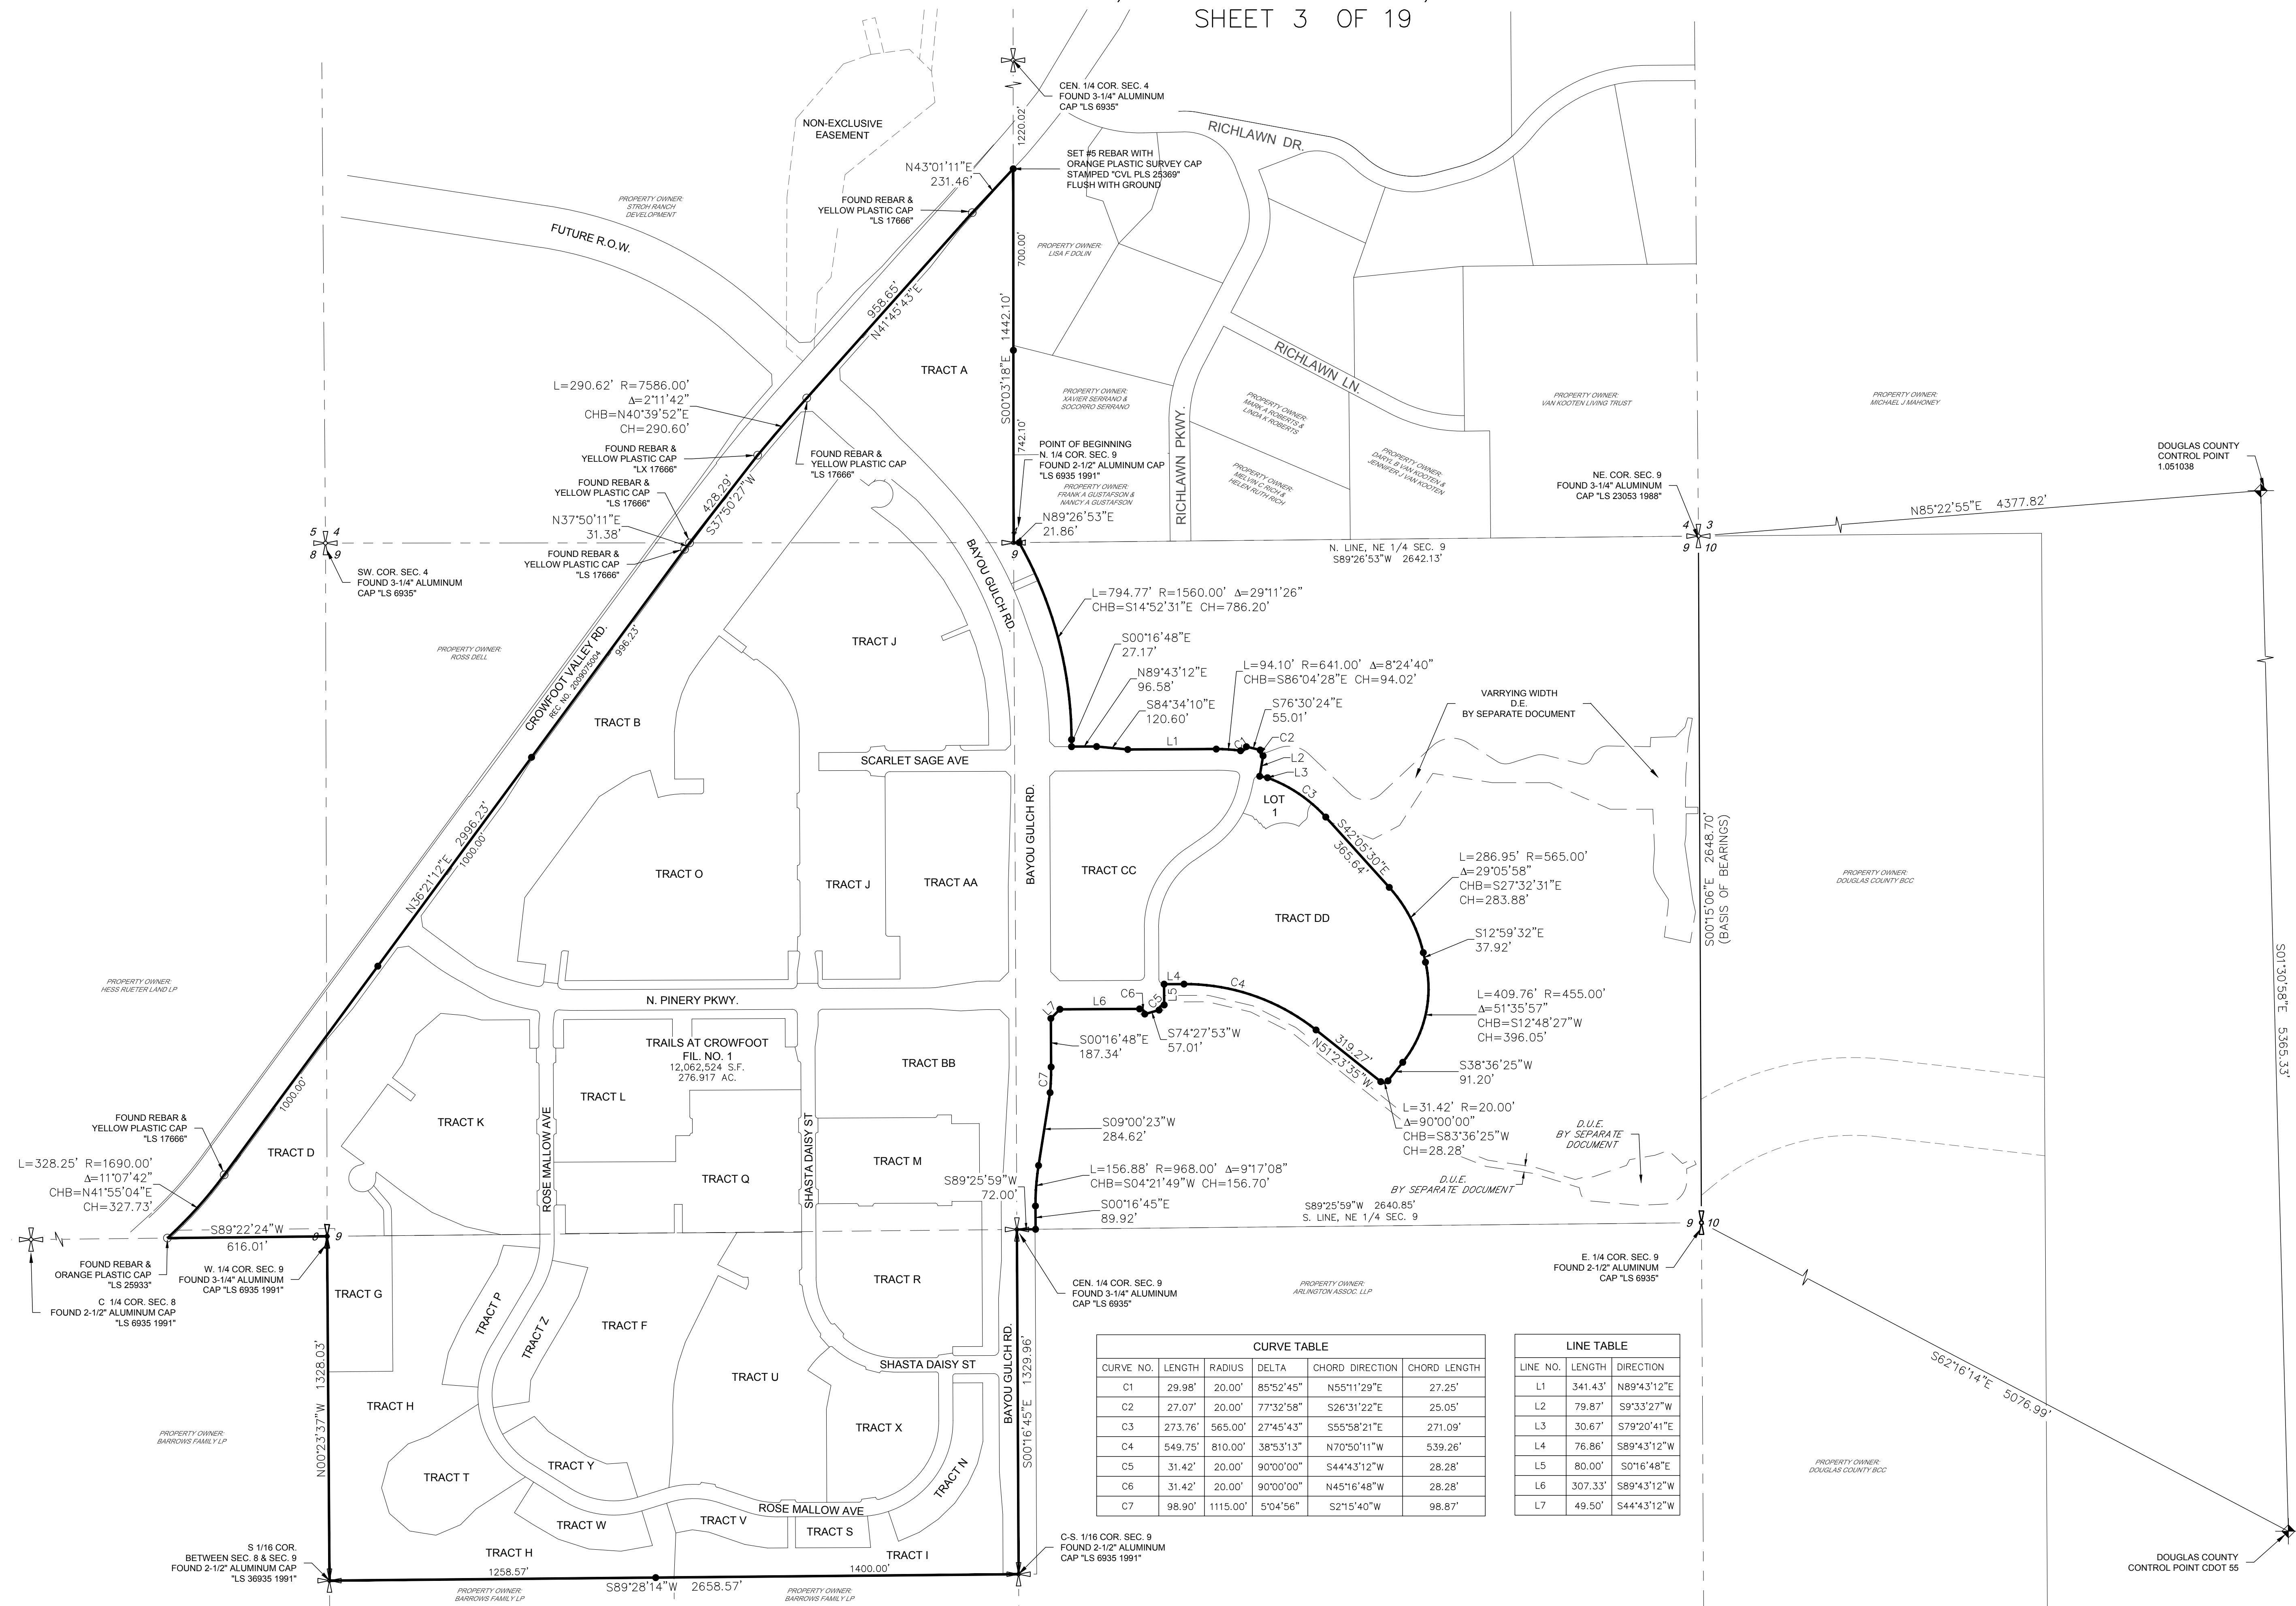 SHEET 3 OF 19
CEN. 1/4 COR. SEC. 4
FOUND 3-1/4" ALUMINUM
CAP "LS 6935"
1220.02'
NON-EXCLUSIVE
EASEMENT
RICHLAWN DR.
N43°01'11"E
231.46'
SET #5 REBAR WITH
ORANGE PLASTIC SURVEY CAP
STAMPED "CVL PLS 25369"
FLUSH WITH GROUND
PROPERTY OWNER:
STROH RANCH
DEVELOPMENT
FOUND REBAR &
YELLOW PLASTIC CAP
"LS 17666"
FUTURE R.O.W.
700.00'
PROPERTY OWNER:
LISA F DOLIN
958.65'
N41°45'43"E
S00°03'18"E 1442.10'
TRACT A
RICHLAWN LN.
L=290.62' R=7586.00'
Δ=2°11'42"
CHB=N40°39'52"E
CH=290.60'
PROPERTY OWNER:
XAVIER SERRANO &
SOCORRO SERRANO
PROPERTY OWNER:
MARK A ROBERTS &
LINDA K ROBERTS
PROPERTY OWNER:
VAN KOOTEN LIVING TRUST
PROPERTY OWNER:
MICHAEL J MAHONEY
742.10'
POINT OF BEGINNING
N. 1/4 COR. SEC. 9
FOUND 2-1/2" ALUMINUM CAP
"LS 6935 1991"
PROPERTY OWNER:
FRANK A GUSTAFSON &
NANCY A GUSTAFSON
RICHLAWN PKWY.
PROPERTY OWNER:
MELVIN C RICH &
HELEN RUTH RICH
PROPERTY OWNER:
DARYL B VAN KOOTEN &
JENNIFER J VAN KOOTEN
FOUND REBAR &
YELLOW PLASTIC CAP
"LX 17666"
FOUND REBAR &
YELLOW PLASTIC CAP
"LS 17666"
FOUND REBAR &
YELLOW PLASTIC CAP
"LS 17666"
DOUGLAS COUNTY
CONTROL POINT
1.051038
NE. COR. SEC. 9
FOUND 3-1/4" ALUMINUM
CAP "LS 23053 1988"
N85°22'55"E 4377.82'
428.29'
S37°50'27"W
N37°50'11"E
31.38'
FOUND REBAR &
YELLOW PLASTIC CAP
"LS 17666"
N89°26'53"E
21.86'
5 4
8 9
4
9
4 3
9 10
N. LINE, NE 1/4 SEC. 9
S89°26'53"W 2642.13'
SW. COR. SEC. 4
FOUND 3-1/4" ALUMINUM
CAP "LS 6935"
BAYOU GULCH RD.
L=794.77' R=1560.00' Δ=29°11'26"
CHB=S14°52'31"E CH=786.20'
PROPERTY OWNER:
ROSS DELL
CROWFOOT VALLEY RD.
REC NO. 2009075004
996.23'
TRACT J
S00°16'48"E
27.17'
N89°43'12"E
96.58'
S84°34'10"E
120.60'
L=94.10' R=641.00' Δ=8°24'40"
CHB=S86°04'28"E CH=94.02'
S76°30'24"E
55.01'
VARRYING WIDTH
D.E.
BY SEPARATE DOCUMENT
TRACT B
L1
C1
C2
L2
L3
SCARLET SAGE AVE
BAYOU GULCH RD.
LOT
1
C3
S42°05'30"E
365.64'
S00°15'06"E 2648.70'
(BASIS OF BEARINGS)
N36°21'12"E 2996.23'
1000.00'
TRACT O
TRACT J
TRACT AA
TRACT CC
L=286.95' R=565.00'
Δ=29°05'58"
CHB=S27°32'31"E
CH=283.88'
PROPERTY OWNER:
DOUGLAS COUNTY BCC
TRACT DD
S12°59'32"E
37.92'
S01°30'58"E 5365.33'
PROPERTY OWNER:
HESS RUETER LAND LP
N. PINERY PKWY.
L4
C4
L5
C5
C6
L6
L7
L=409.76' R=455.00'
Δ=51°35'57"
CHB=S12°48'27"W
CH=396.05'
TRAILS AT CROWFOOT
FIL. NO. 1
12,062,524 S.F.
276.917 AC.
S00°16'48"E
187.34'
S74°27'53"W
57.01'
319.27'
N51°23'35"W
S38°36'25"W
91.20'
TRACT BB
C7
1000.00'
TRACT K
TRACT L
ROSE MALLOW AVE
SHASTA DAISY ST
S09°00'23"W
284.62'
L=31.42' R=20.00'
Δ=90°00'00"
CHB=S83°36'25"W
CH=28.28'
D.U.E.
BY SEPARATE
DOCUMENT
FOUND REBAR &
YELLOW PLASTIC CAP
"LS 17666"
TRACT D
TRACT M
TRACT Q
L=328.25' R=1690.00'
Δ=11°07'42"
CHB=N41°55'04"E
CH=327.73'
S89°25'59"W
72.00'
L=156.88' R=968.00' Δ=9°17'08"
CHB=S04°21'49"W CH=156.70'
D.U.E.
BY SEPARATE DOCUMENT
S00°16'45"E
89.92'
S89°25'59"W 2640.85'
S. LINE, NE 1/4 SEC. 9
9 10
S89°22'24"W
616.01'
8 9
FOUND REBAR &
ORANGE PLASTIC CAP
"LS 25933"
W. 1/4 COR. SEC. 9
FOUND 3-1/4" ALUMINUM
CAP "LS 6935 1991"
C 1/4 COR. SEC. 8
FOUND 2-1/2" ALUMINUM CAP
"LS 6935 1991"
TRACT G
TRACT P
TRACT Z
TRACT F
TRACT R
CEN. 1/4 COR. SEC. 9
FOUND 3-1/4" ALUMINUM
CAP "LS 6935"
PROPERTY OWNER:
ARLINGTON ASSOC. LLP
E. 1/4 COR. SEC. 9
FOUND 2-1/2" ALUMINUM
CAP "LS 6935"
N00°23'37"W 1328.03'
SHASTA DAISY ST
BAYOU GULCH RD.
S00°16'45"E 1329.96'
TRACT U
TRACT H
TRACT X
S62°16'14"E 5076.99'
CURVE TABLE
CURVE NO. LENGTH RADIUS DELTA CHORD DIRECTION CHORD LENGTH
C1 29.98' 20.00' 85°52'45" N55°11'29"E 27.25'
C2 27.07' 20.00' 77°32'58" S26°31'22"E 25.05'
C3 273.76' 565.00' 27°45'43" S55°58'21"E 271.09'
C4 549.75' 810.00' 38°53'13" N70°50'11"W 539.26'
C5 31.42' 20.00' 90°00'00" S44°43'12"W 28.28'
C6 31.42' 20.00' 90°00'00" N45°16'48"W 28.28'
C7 98.90' 1115.00' 5°04'56" S2°15'40"W 98.87'
LINE TABLE
LINE NO. LENGTH DIRECTION
L1 341.43' N89°43'12"E
L2 79.87' S9°33'27"W
L3 30.67' S79°20'41"E
L4 76.86' S89°43'12"W
L5 80.00' S0°16'48"E
L6 307.33' S89°43'12"W
L7 49.50' S44°43'12"W
PROPERTY OWNER:
BARROWS FAMILY LP
TRACT T
TRACT Y
TRACT N
PROPERTY OWNER:
DOUGLAS COUNTY BCC
ROSE MALLOW AVE
TRACT W
TRACT V
TRACT S
S 1/16 COR.
BETWEEN SEC. 8 & SEC. 9
FOUND 2-1/2" ALUMINUM CAP
"LS 36935 1991"
TRACT H
TRACT I
C-S. 1/16 COR. SEC. 9
FOUND 2-1/2" ALUMINUM
CAP "LS 6935 1991"
1258.57'
1400.00'
S89°28'14"W 2658.57'
PROPERTY OWNER:
BARROWS FAMILY LP
PROPERTY OWNER:
BARROWS FAMILY LP
DOUGLAS COUNTY
CONTROL POINT CDOT 55